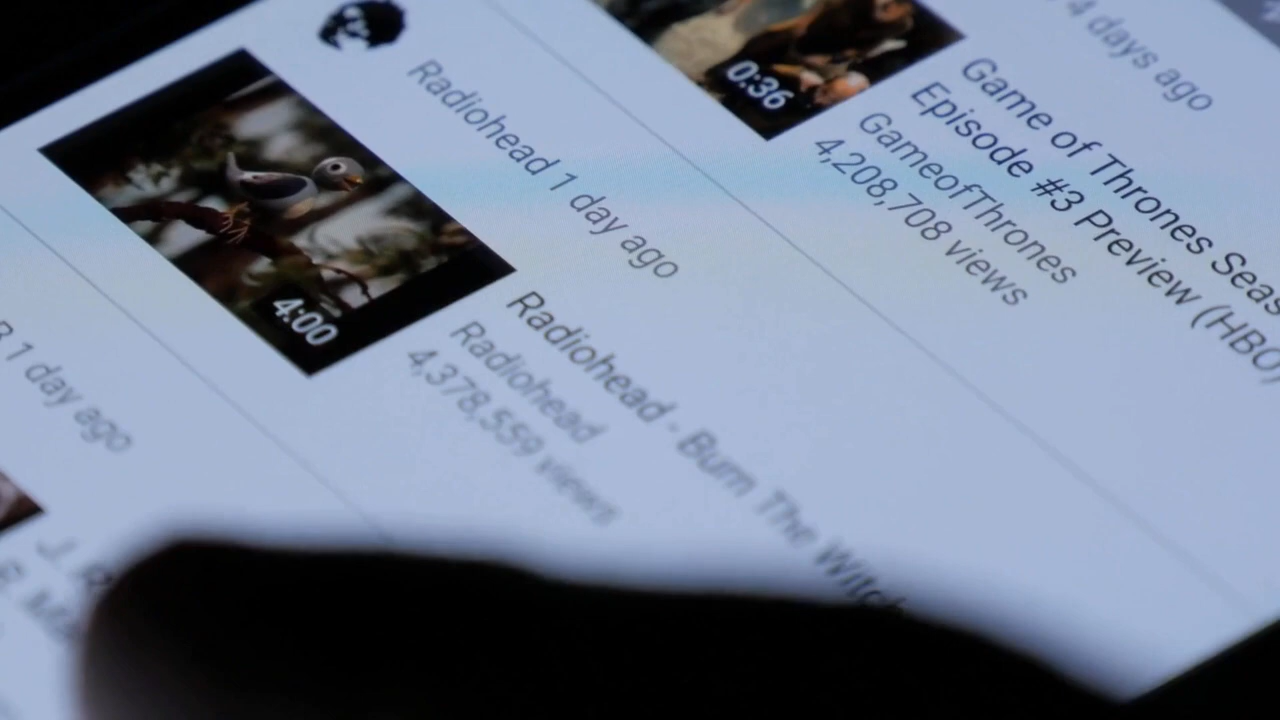 4 days ago
0:36
Game of Thrones Seas
Episode #3 Preview (HBO)
GameofThrones
4,208,708 views
Radiohead 1 day ago
4:00
Radiohead - Burn The Witch
Radiohead
4,378,559 views
1 day ago
J.